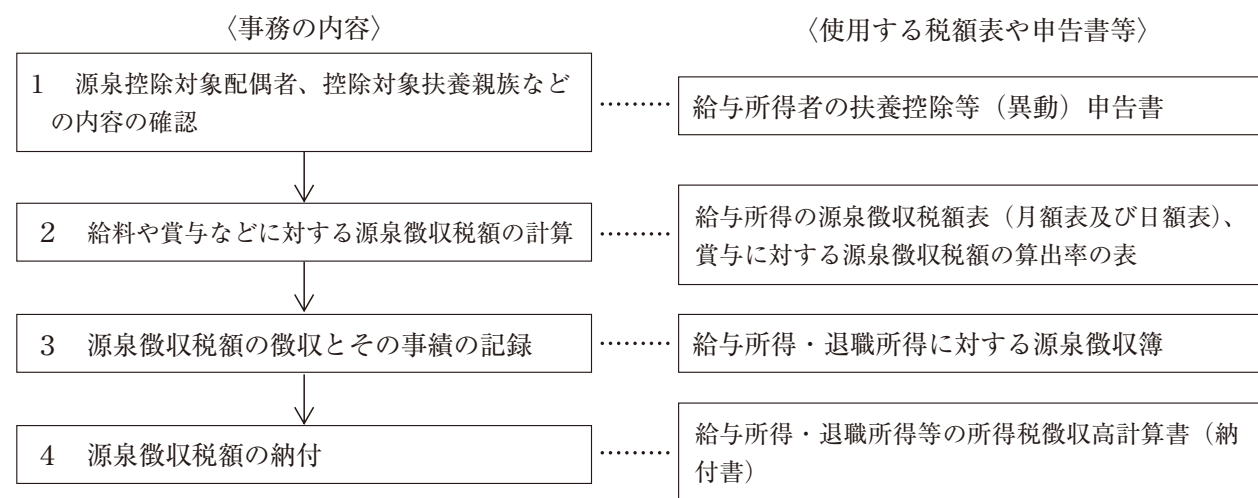 〈事務の内容〉
〈使用する税額表や申告書等〉
1 源泉控除対象配偶者、控除対象扶養親族など
の内容の確認
………
給与所得者の扶養控除等（異動）申告書
2 給料や賞与などに対する源泉徴収税額の計算
………
給与所得の源泉徴収税額表（月額表及び日額表）、
賞与に対する源泉徴収税額の算出率の表
3 源泉徴収税額の徴収とその事績の記録
………
給与所得・退職所得に対する源泉徴収簿
4 源泉徴収税額の納付
………
給与所得・退職所得等の所得税徴収高計算書（納
付書）